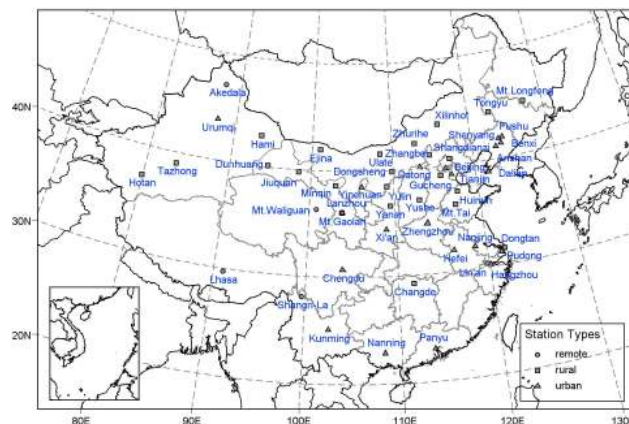 Akedala
Mt.Longfeng
Tongyu
40N
Urumqi
Xilinhot
Fushu
Zhurihe
Shenyang
Hami
Benxi
Ejina
Zhangbei
Shangdianzi
Anshan
Tazhong
Dunhuang
Ulate
Beijing
Dalian
Dongsheng
Datong
Tianjin
Hotan
Jiuquan
Gucheng
Minqin
Yinchuan
Yulin
Huimin
Lanzhou
Yushe
Mt.Waliguan
Mt.Tai
30N
Mt.Gaolan
Yanan
Zhengzhou
Xi'an
Nanjing
Dongtan
Hefei
Pudong
Lhasa
Chengdu
Lin'an
Hangzhou
Changde
Shangri-La
20N
Kunming
Panyu
Nanning
Station Types
remote
rural
urban
80E
90E
100E
110E
120E
130E